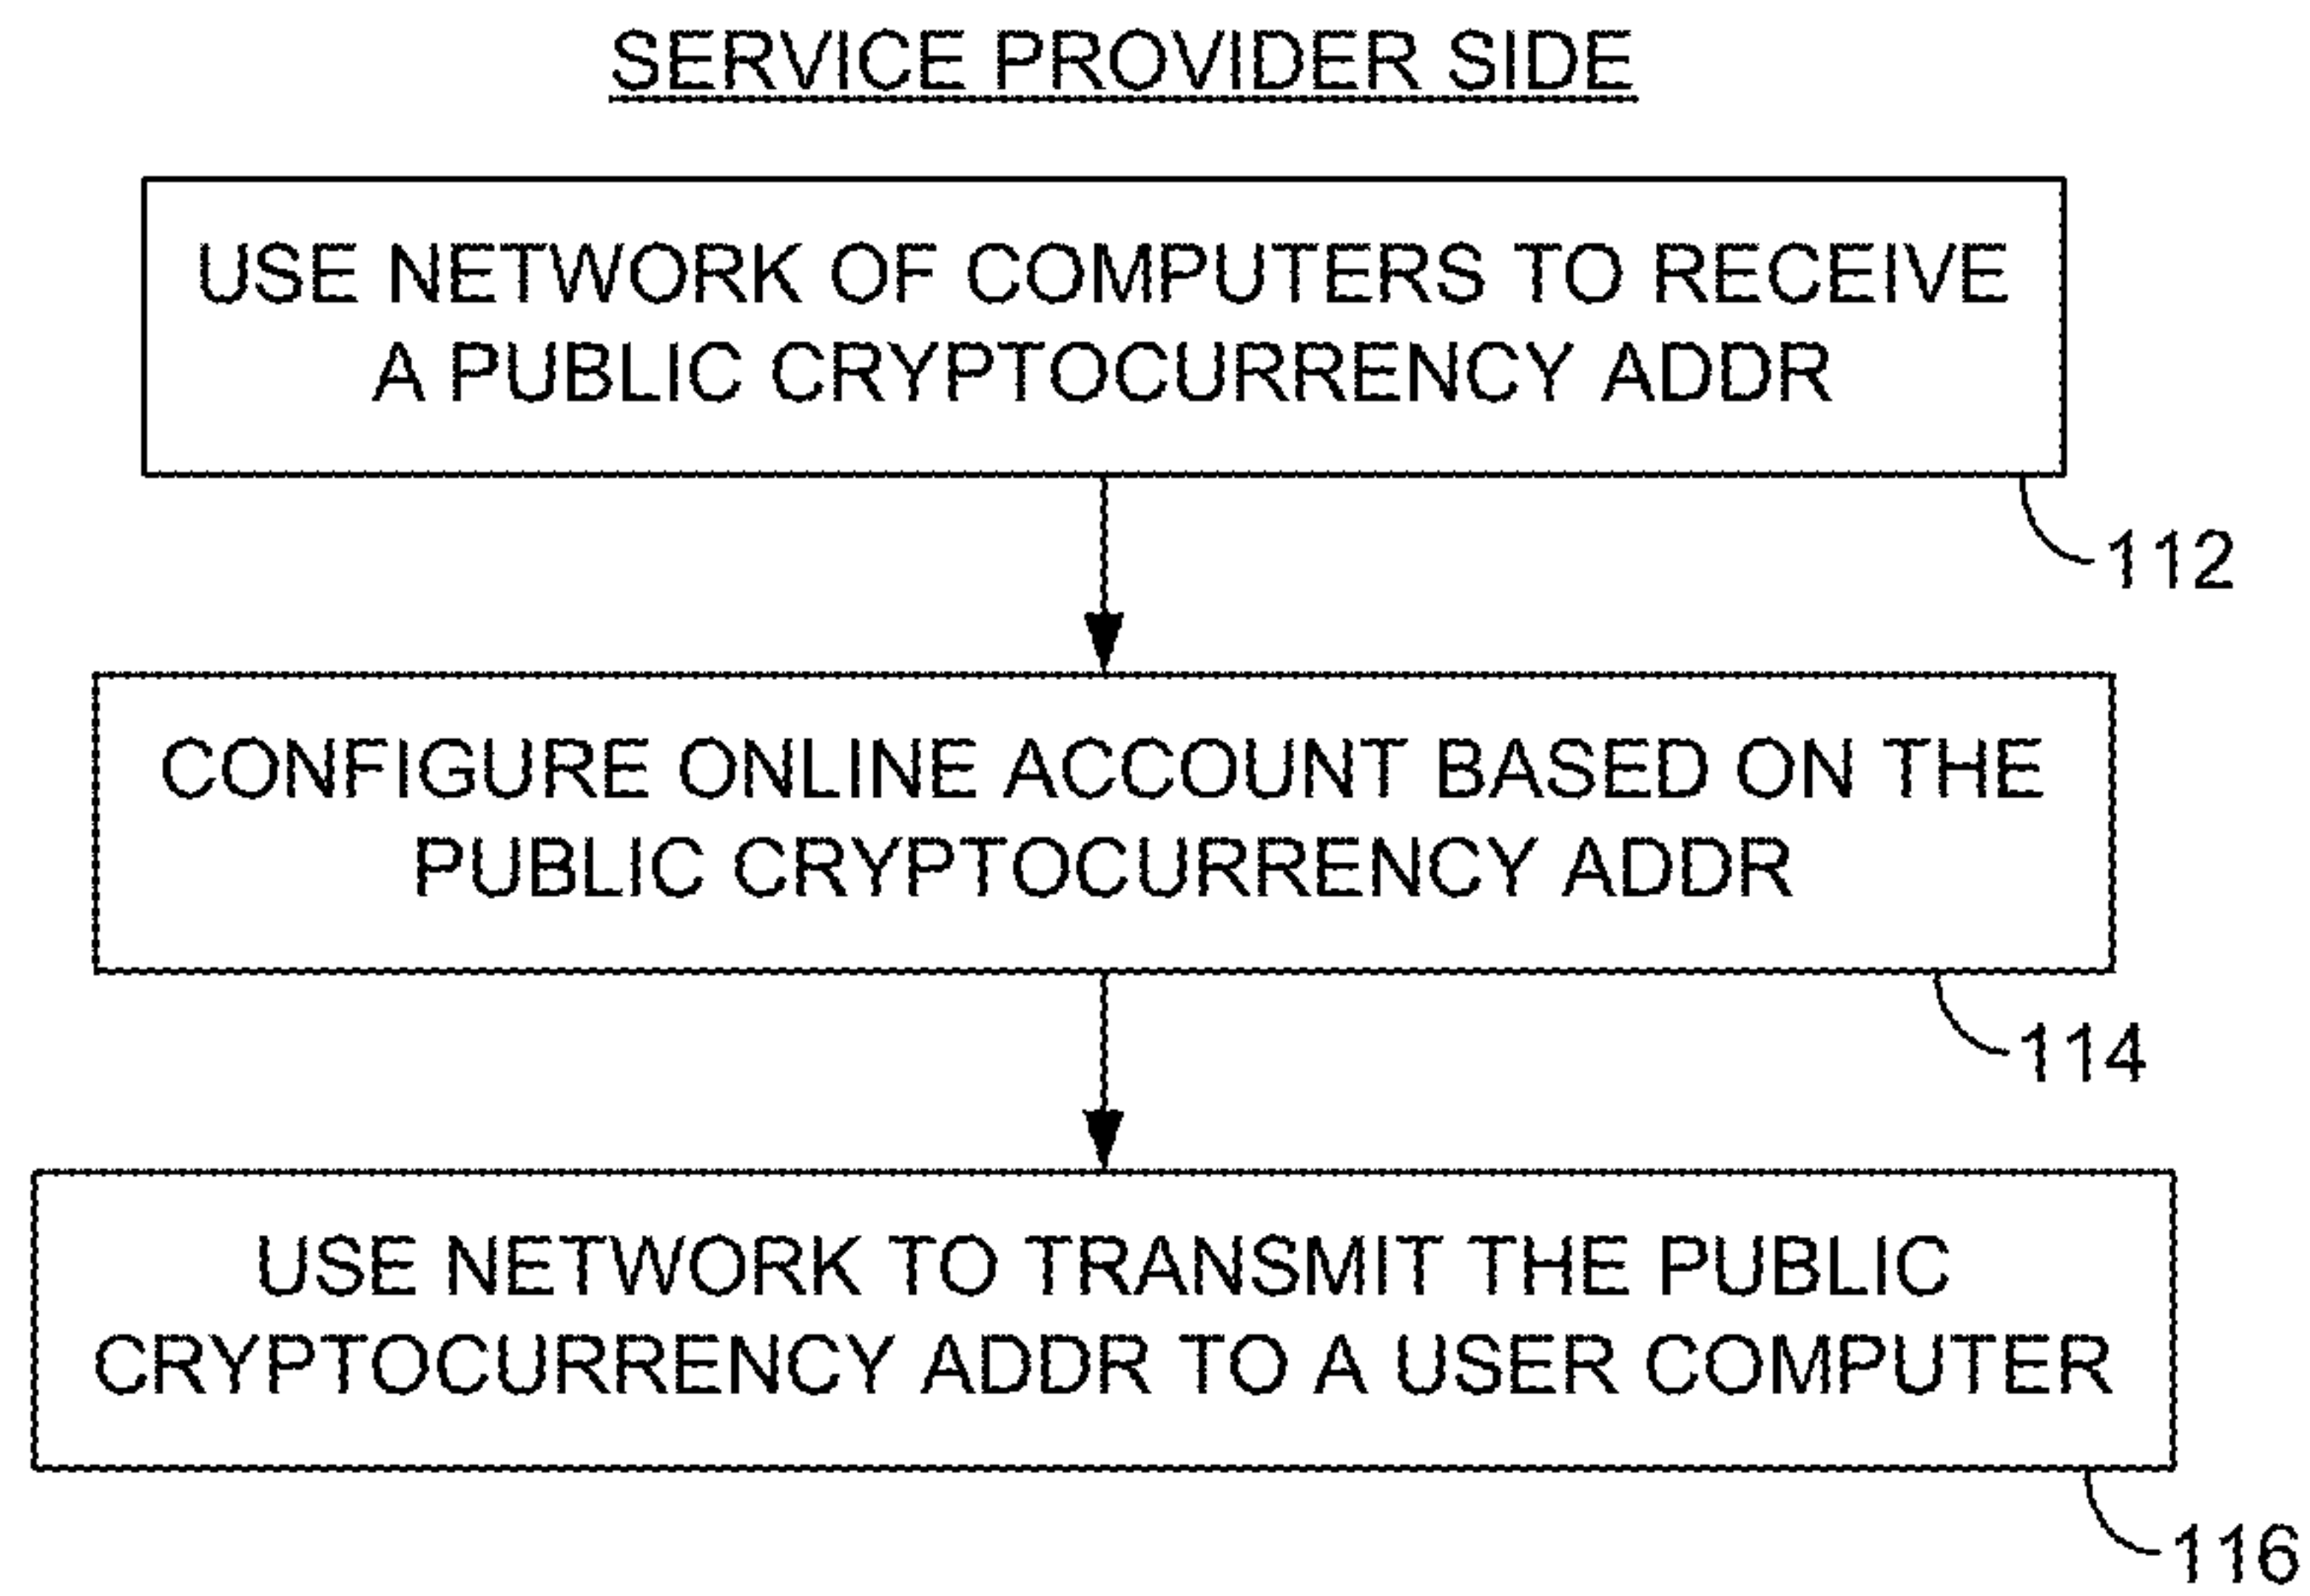 SERVICE PROVIDER SIDE
USE NETWORK OF COMPUTERS TO RECEIVE
A PUBLIC CRYPTOCURRENCY ADDR
112
CONFIGURE ONLINE ACCOUNT BASED ON THE
PUBLIC CRYPTOCURRENCY ADDR
114
USE NETWORK TO TRANSMIT THE PUBLIC
CRYPTOCURRENCY ADDR TO A USER COMPUTER
116